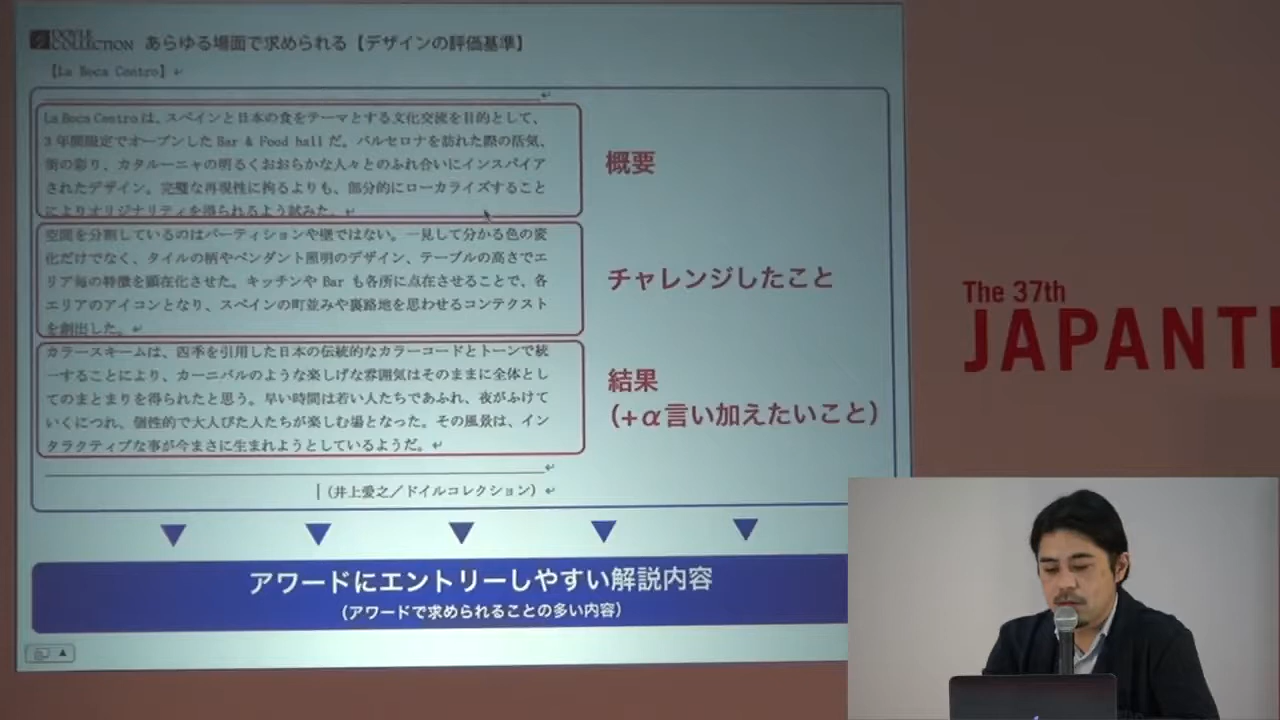 DOYLE COLLECTION あらゆる場面で求められる【デザインの評価基準】
【La Boca Centro】
La Boca Centroは、スペインと日本の食をテーマとする文化交流を目的として、
3年間限定でオープンしたBar & Food hallだ。バルセロナを訪れた際の活気、
街の彩り、カタルーニャの明るくおおらかな人々とのふれ合いにインスパイア
されたデザイン。完璧な再現性に拘るよりも、部分的にローカライズすること
によりオリジナリティを得られるよう試みた。
概要
空間を分割しているのはパーティションや壁ではない。一見して分かる色の変
化だけでなく、タイルの柄やペンダント照明のデザイン、テーブルの高さでエ
リア毎の特徴を顕在化させた。キッチンやBarも各所に点在させることで、各
エリアのアイコンとなり、スペインの町並みや裏路地を思わせるコンテクスト
を創出した。
チャレンジしたこと
カラースキームは、四季を引用した日本の伝統的なカラーコードとトーンで統
一することにより、カーニバルのような楽しげな雰囲気はそのままに全体とし
てのまとまりを得られたと思う。早い時間は若い人たちであふれ、夜がふけて
いくにつれ、個性的で大人びた人たちが楽しむ場となった。その風景は、イン
タラクティブな事が今まさに生まれようとしているようだ。
結果
（+α言い加えたいこと）
（井上愛之／ドイルコレクション）
アワードにエントリーしやすい解説内容
（アワードで求められることの多い内容）
The 37th
JAPANT